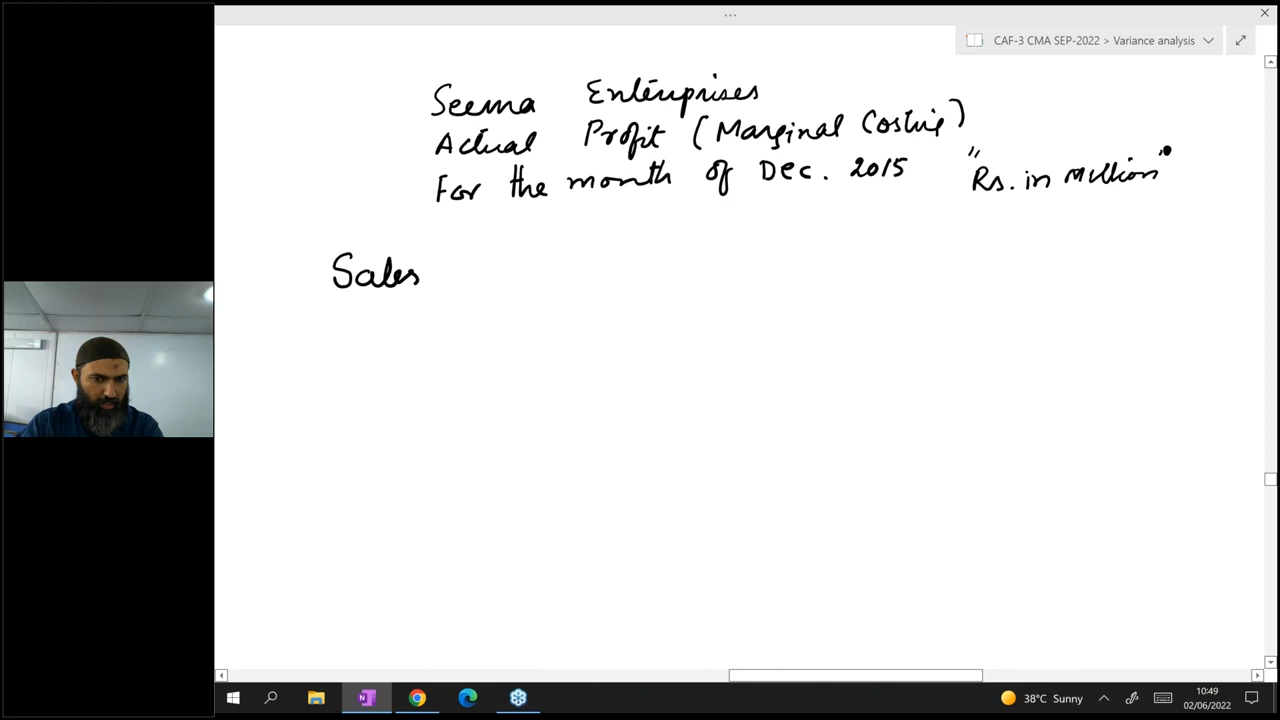 CAF-3 CMA SEP-2022 > Variance analysis
Seema Enterprises
Actual Profit (Marginal Costing)
For the month of Dec. 2015 "Rs. in Million"
Sales
38°C Sunny
10:49
02/06/2022